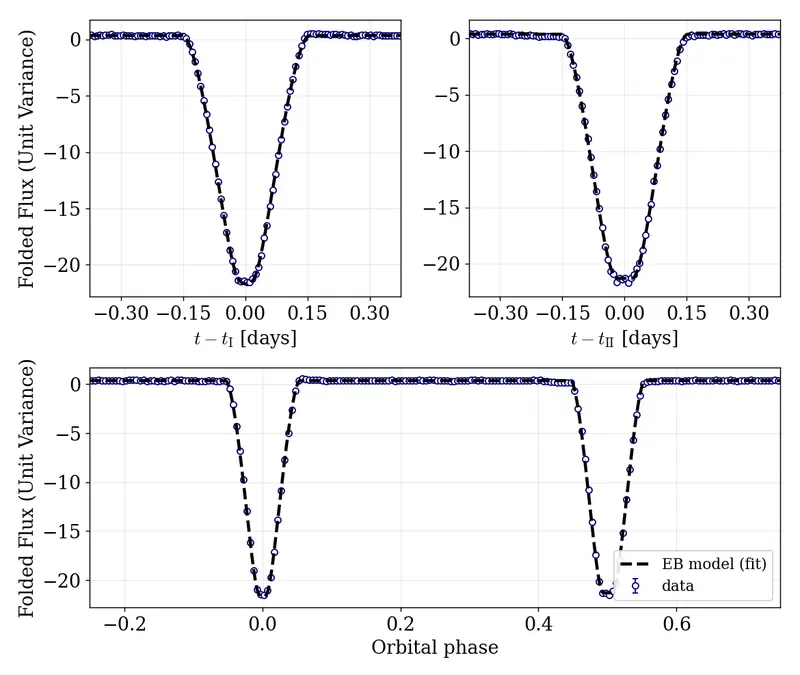 Folded Flux (Unit Variance)
0
−5
−10
−15
−20
−0.30 −0.15 0.00 0.15 0.30
t − t_I [days]
0
−5
−10
−15
−20
−0.30 −0.15 0.00 0.15 0.30
t − t_II [days]
Folded Flux (Unit Variance)
0
−5
−10
−15
−20
EB model (fit)
data
−0.2 0.0 0.2 0.4 0.6
Orbital phase